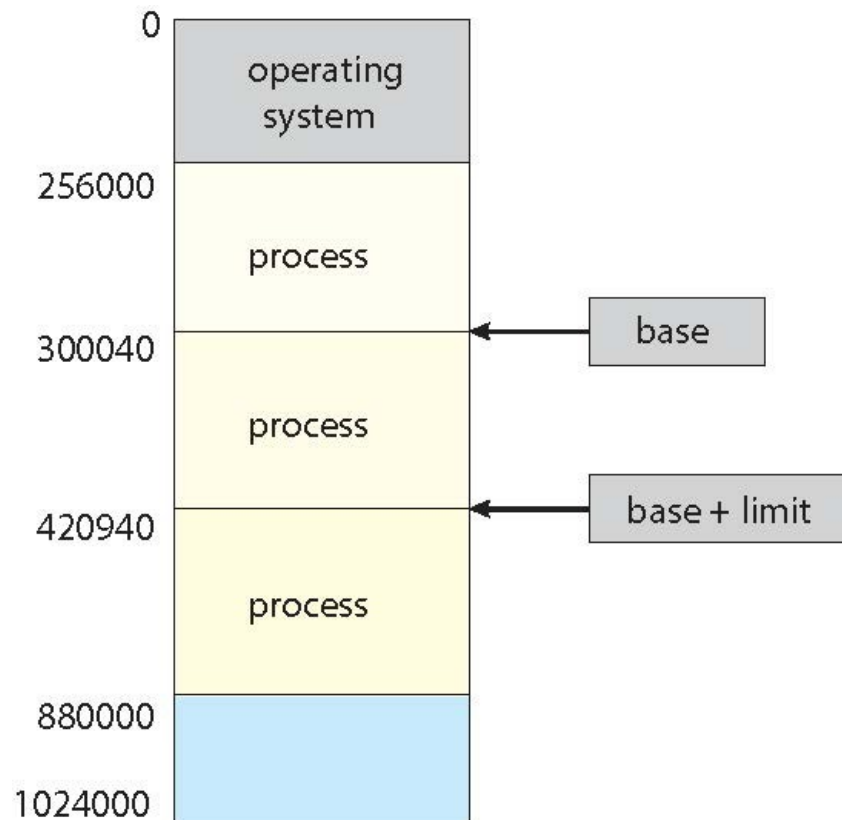 0
operating
system
256000
process
base
300040
process
base + limit
420940
process
880000
1024000